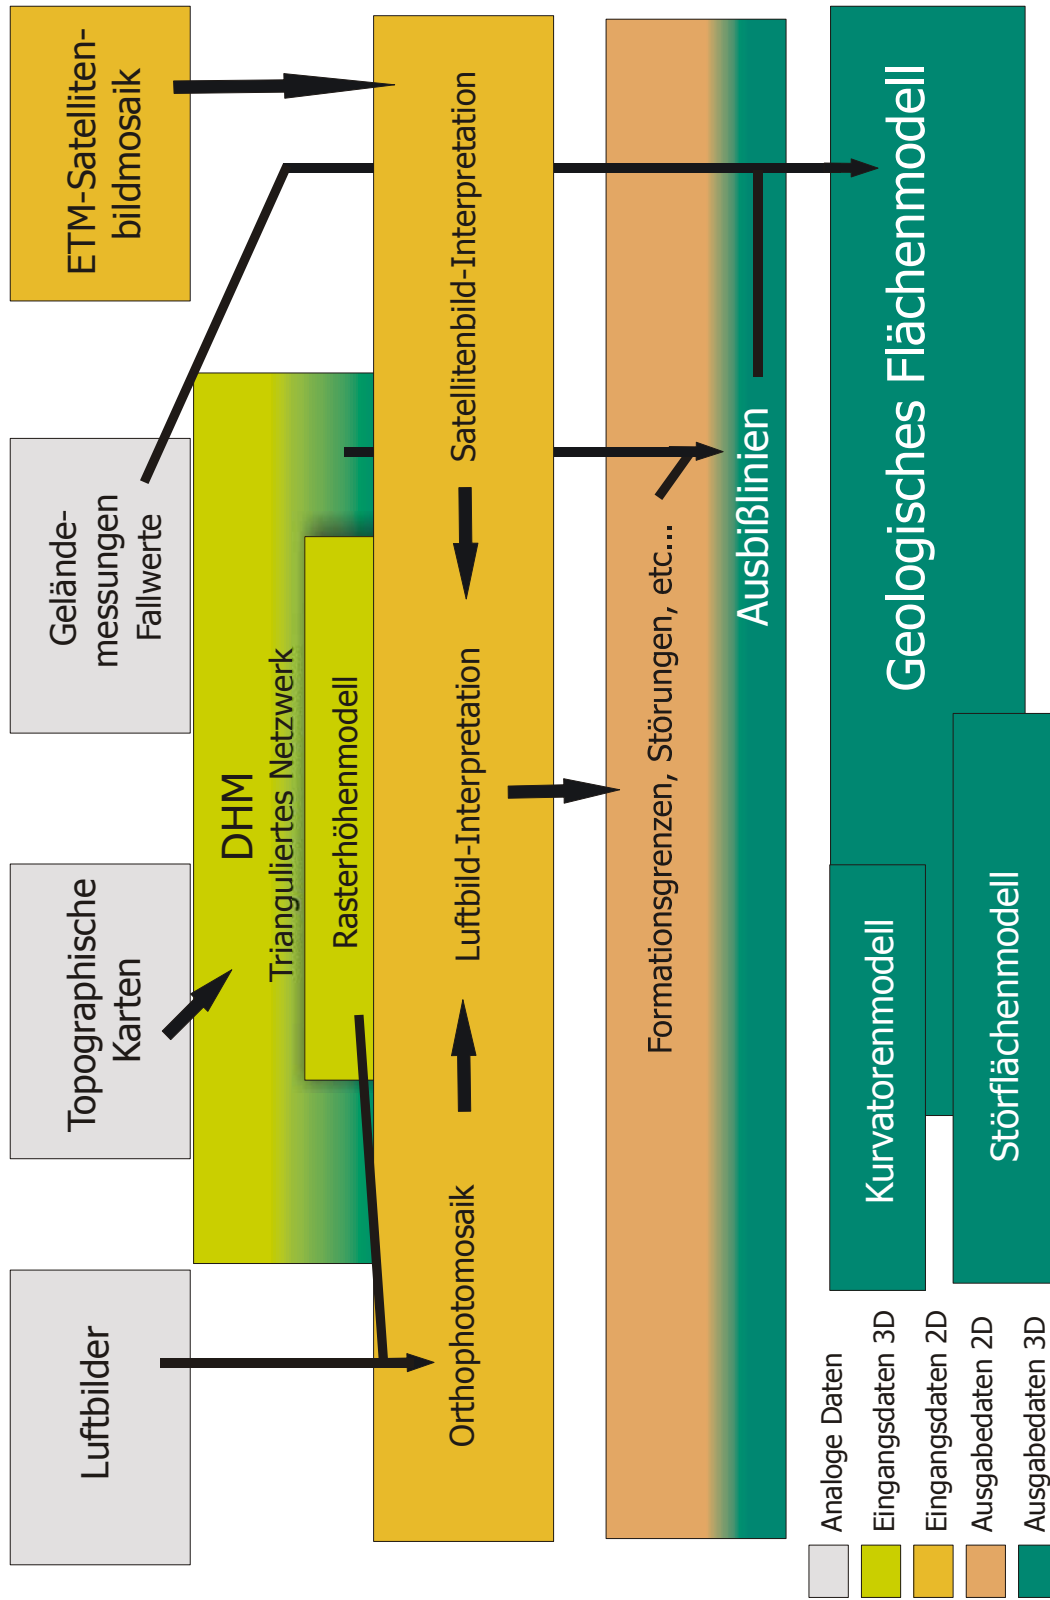 Luftbilder
Topographische
Karten
Gelände-
messungen
Fallwerte
ETM-Satelliten-
bildmosaik
DHM
Trianguliertes Netzwerk
Rasterhöhenmodell
Orthophotomosaik
Luftbild-Interpretation
Satellitenbild-Interpretation
Formationsgrenzen, Störungen, etc...
Ausbißlinien
Geologisches Flächenmodell
Kurvatorenmodell
Störflächenmodell
Analoge Daten
Eingangsdaten 3D
Eingangsdaten 2D
Ausgabedaten 2D
Ausgabedaten 3D